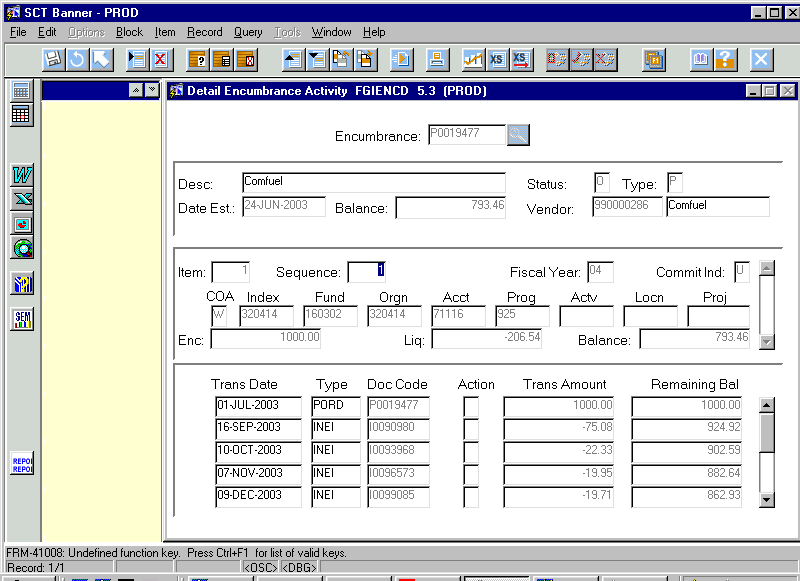 SCT Banner - PROD
File Edit Options Record Block Item Record Query Tools Window Help
Detail Encumbrance Activity FGIENCD 5.3 (PROD)
Encumbrance: P0019477
Desc: Comfuel Status: O Type: P
Date Est.: 24-JUN-2003 Balance: 793.46 Vendor: 990000286 Comfuel
Item: 1 Sequence: 1 Fiscal Year: 04 Commit Ind: U
COA Index Fund Orgn Acct Prog Actv Locn Proj
W 320414 160302 320414 71116 925
Enc: 1000.00 Liq: -206.54 Balance: 793.46
Trans Date Type Doc Code Action Trans Amount Remaining Bal
01-JUL-2003 PORD P0019477 1000.00 1000.00
16-SEP-2003 INEI I0090980 -75.08 924.92
10-OCT-2003 INEI I0093968 -22.33 902.59
07-NOV-2003 INEI I0096573 -19.95 882.64
09-DEC-2003 INEI I0099085 -19.71 862.93
SEM
REPO
REPO
FRM-41008: Undefined function key. Press Ctrl+F1 for list of valid keys.
Record: 1/1 <OSC> <DBG>